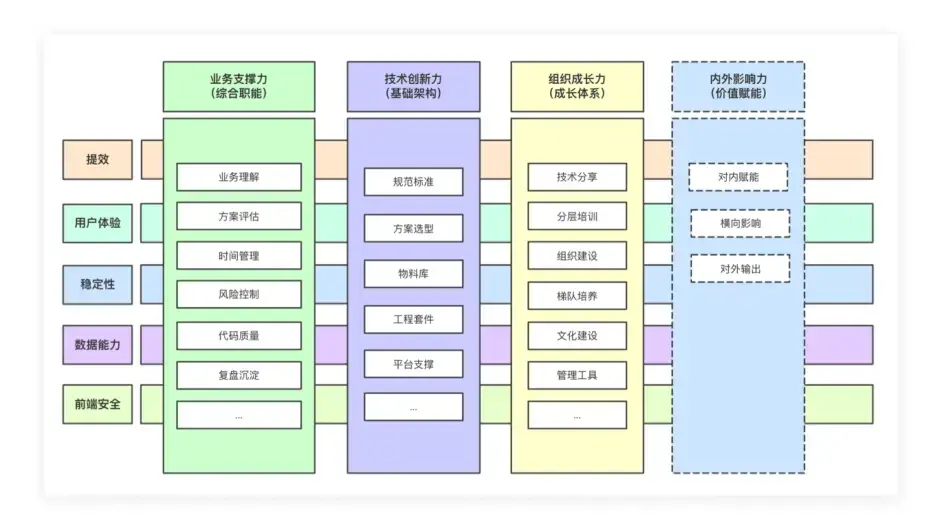 业务支撑力
（综合职能）
技术创新力
（基础架构）
组织成长力
（成长体系）
内外影响力
（价值赋能）
提效
用户体验
稳定性
数据能力
前端安全
业务理解
方案评估
时间管理
风险控制
代码质量
复盘沉淀
...
规范标准
方案选型
物料库
工程套件
平台支撑
...
技术分享
分层培训
组织建设
梯队培养
文化建设
管理工具
...
对内赋能
横向影响
对外输出